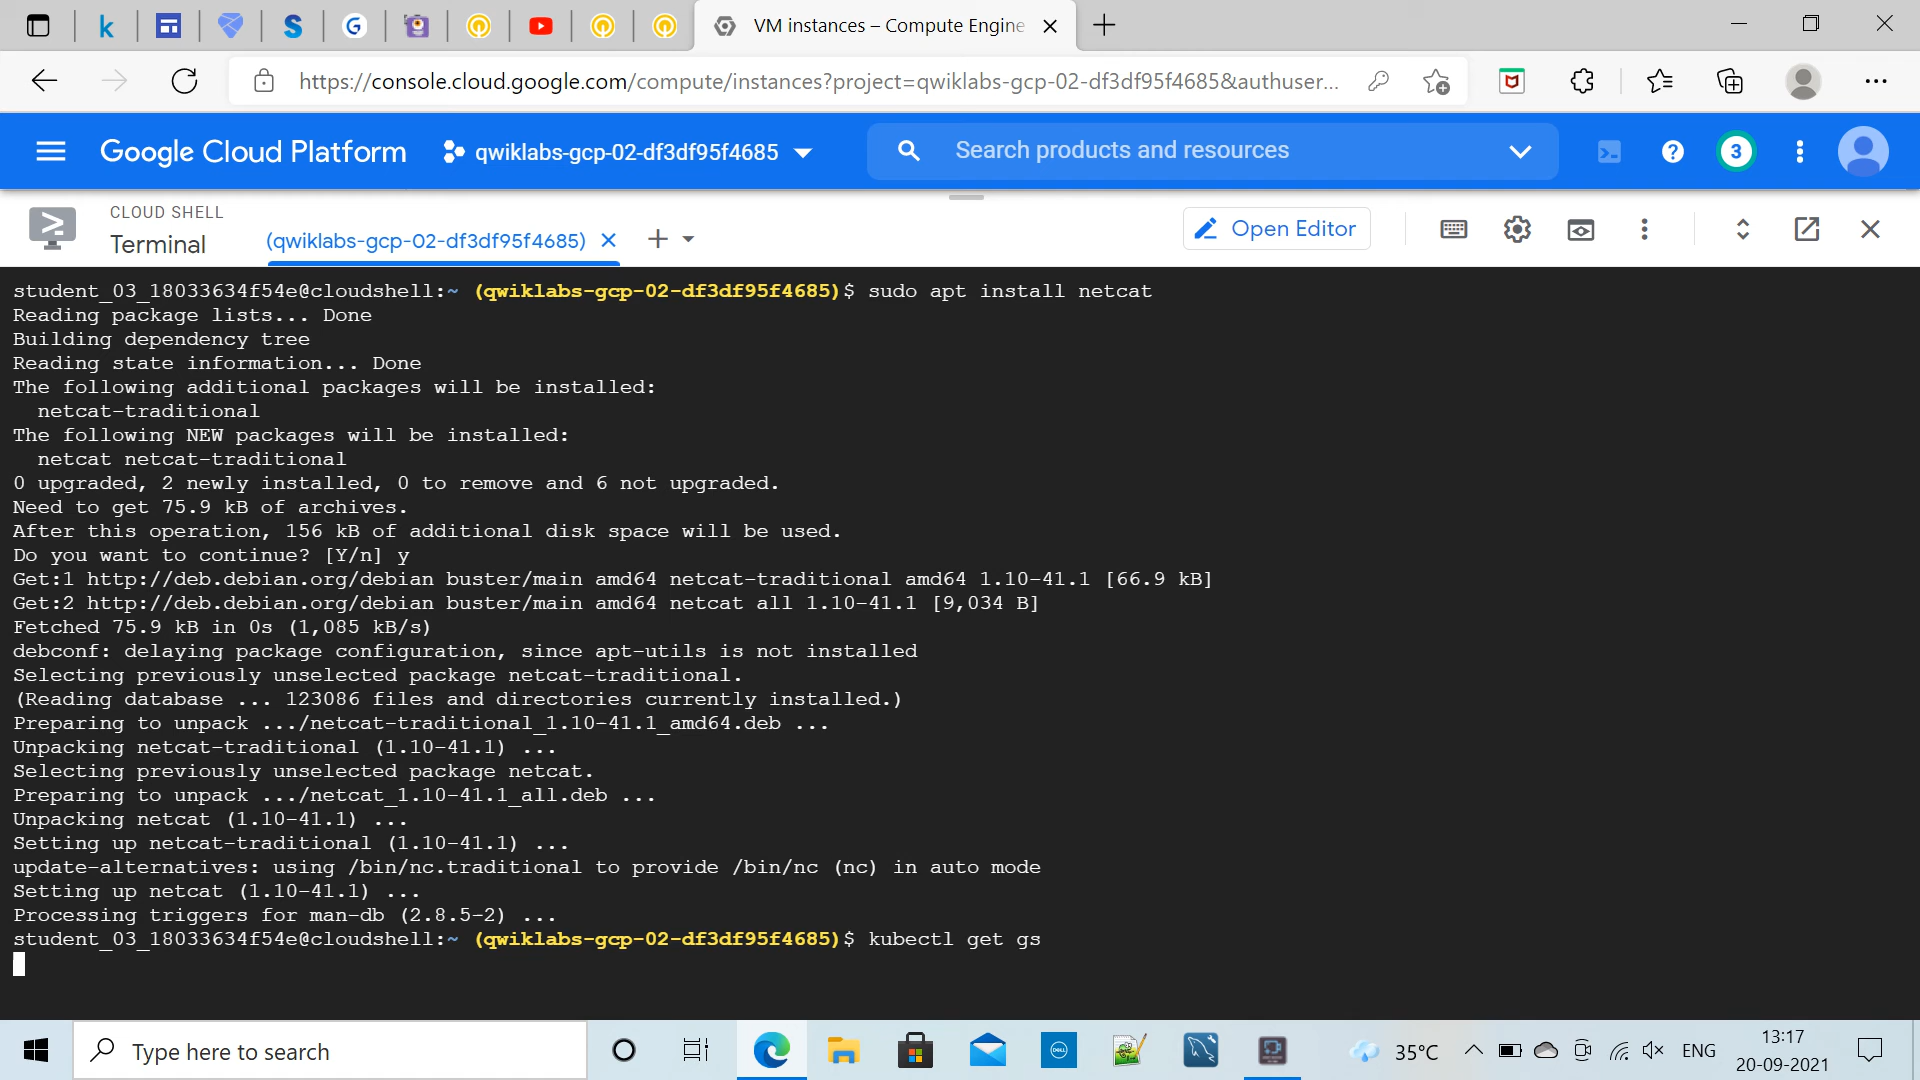 VM instances – Compute Engine
https://console.cloud.google.com/compute/instances?project=qwiklabs-gcp-02-df3df95f4685&authuser...
Google Cloud Platform
qwiklabs-gcp-02-df3df95f4685
Search products and resources
3
CLOUD SHELL
Terminal
(qwiklabs-gcp-02-df3df95f4685)
Open Editor
student_03_18033634f54e@cloudshell:~ (qwiklabs-gcp-02-df3df95f4685)$ sudo apt install netcat
Reading package lists... Done
Building dependency tree
Reading state information... Done
The following additional packages will be installed:
netcat-traditional
The following NEW packages will be installed:
netcat netcat-traditional
0 upgraded, 2 newly installed, 0 to remove and 6 not upgraded.
Need to get 75.9 kB of archives.
After this operation, 156 kB of additional disk space will be used.
Do you want to continue? [Y/n] y
Get:1 http://deb.debian.org/debian buster/main amd64 netcat-traditional amd64 1.10-41.1 [66.9 kB]
Get:2 http://deb.debian.org/debian buster/main amd64 netcat all 1.10-41.1 [9,034 B]
Fetched 75.9 kB in 0s (1,085 kB/s)
debconf: delaying package configuration, since apt-utils is not installed
Selecting previously unselected package netcat-traditional.
(Reading database ... 123086 files and directories currently installed.)
Preparing to unpack .../netcat-traditional_1.10-41.1_amd64.deb ...
Unpacking netcat-traditional (1.10-41.1) ...
Selecting previously unselected package netcat.
Preparing to unpack .../netcat_1.10-41.1_all.deb ...
Unpacking netcat (1.10-41.1) ...
Setting up netcat-traditional (1.10-41.1) ...
update-alternatives: using /bin/nc.traditional to provide /bin/nc (nc) in auto mode
Setting up netcat (1.10-41.1) ...
Processing triggers for man-db (2.8.5-2) ...
student_03_18033634f54e@cloudshell:~ (qwiklabs-gcp-02-df3df95f4685)$ kubectl get gs
Type here to search
35°C
ENG
13:17
20-09-2021